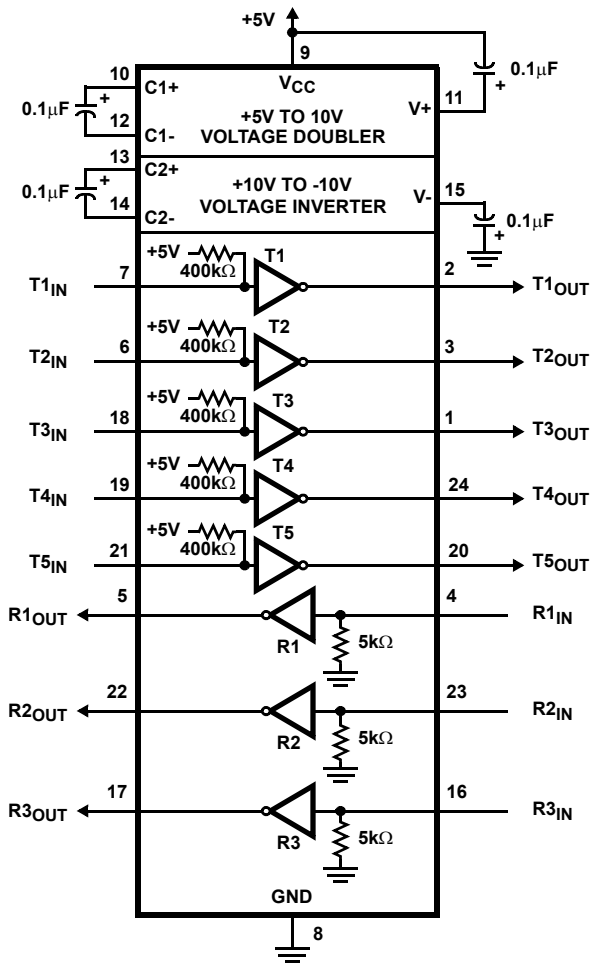 +5V
9
VCC
10
C1+
0.1μF
+
12
C1-
+5V TO 10V
VOLTAGE DOUBLER
V+
11
0.1μF
+
13
C2+
0.1μF
+
14
C2-
+10V TO -10V
VOLTAGE INVERTER
V-
15
0.1μF
+
T1IN
7
+5V
400kΩ
T1
2
T1OUT
T2IN
6
+5V
400kΩ
T2
3
T2OUT
T3IN
18
+5V
400kΩ
T3
1
T3OUT
T4IN
19
+5V
400kΩ
T4
24
T4OUT
T5IN
21
+5V
400kΩ
T5
20
T5OUT
R1OUT
5
R1
5kΩ
4
R1IN
R2OUT
22
R2
5kΩ
23
R2IN
R3OUT
17
R3
5kΩ
16
R3IN
GND
8